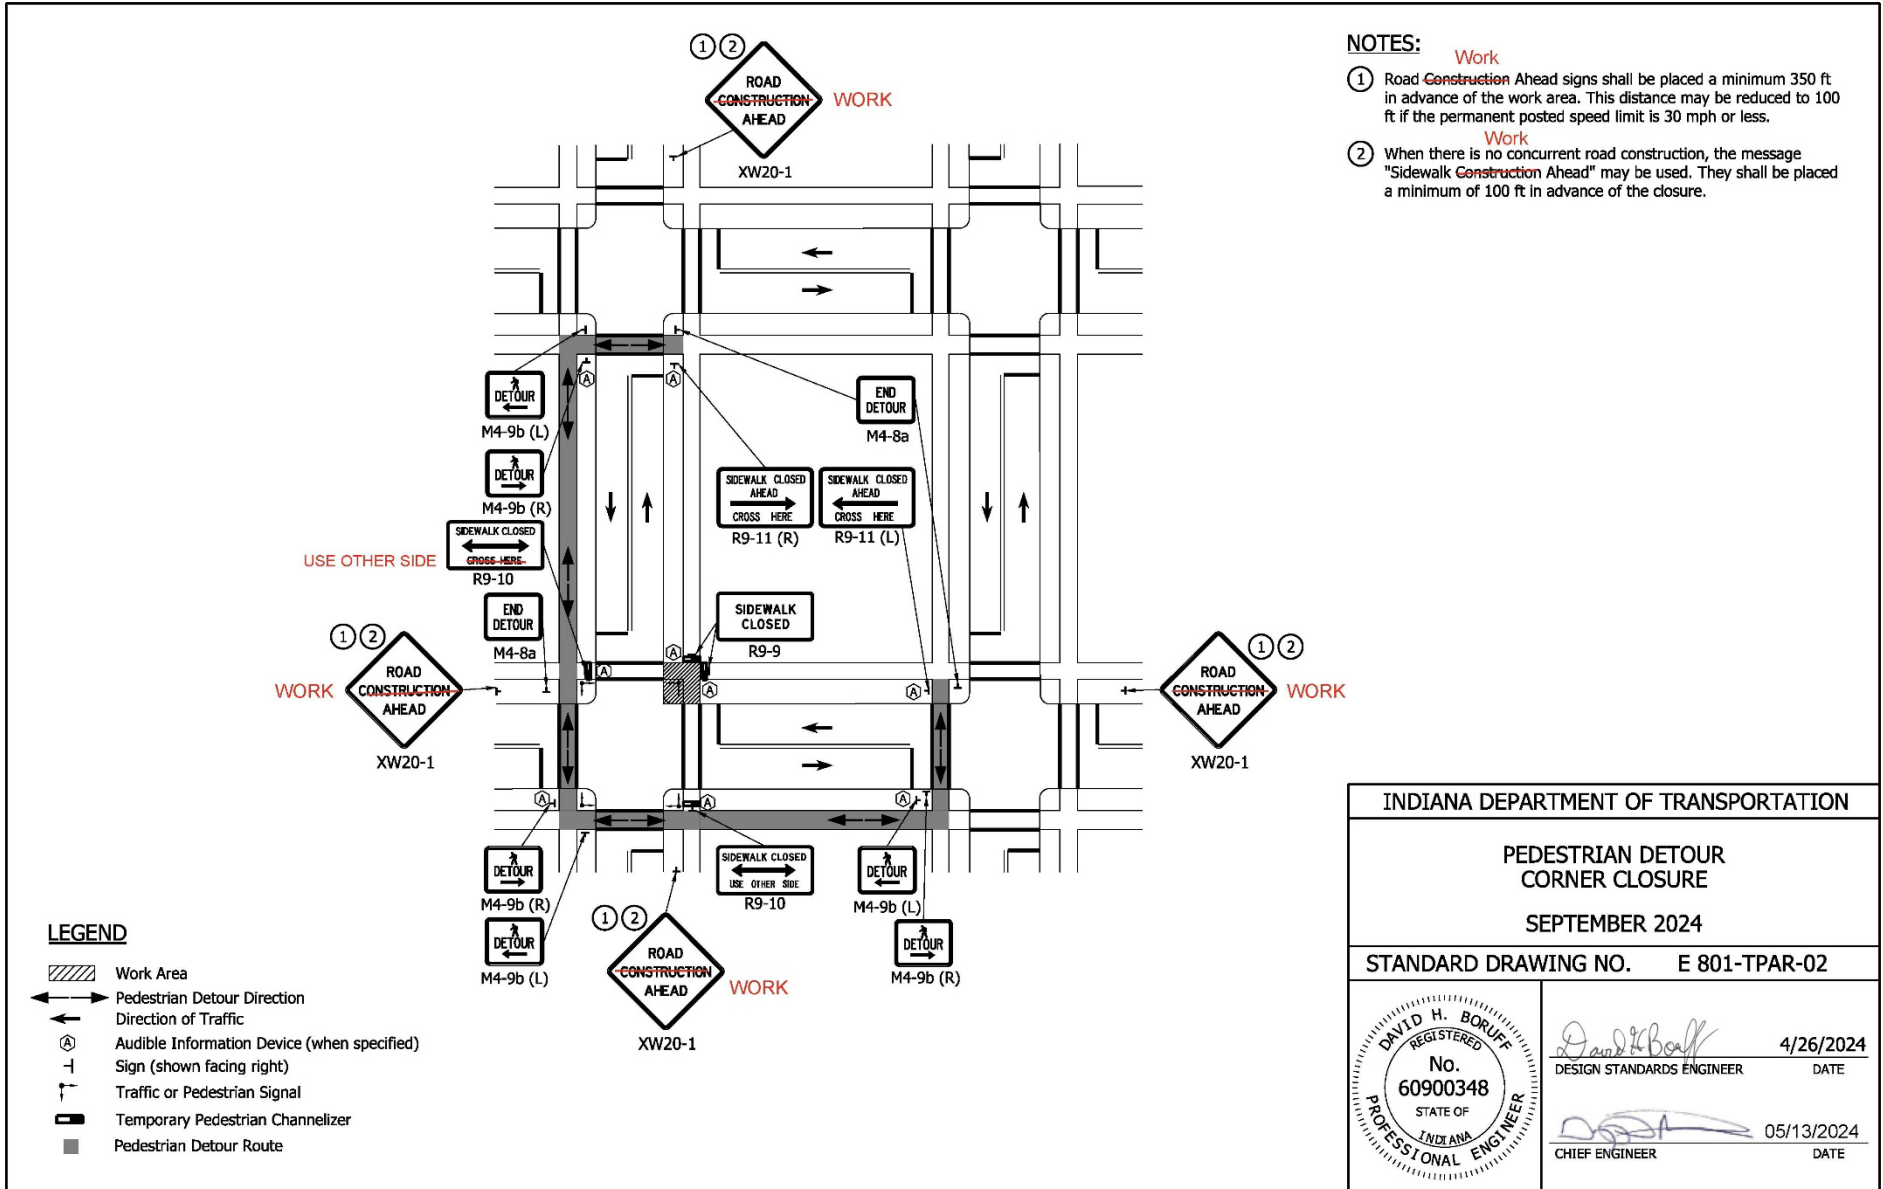 ① ②
ROAD
CONSTRUCTION
AHEAD
WORK
XW20-1
NOTES:
Work
① Road Construction Ahead signs shall be placed a minimum 350 ft
in advance of the work area. This distance may be reduced to 100
ft if the permanent posted speed limit is 30 mph or less.
Work
② When there is no concurrent road construction, the message
"Sidewalk Construction Ahead" may be used. They shall be placed
a minimum of 100 ft in advance of the closure.
DETOUR
M4-9b (L)
A
A
END
DETOUR
M4-8a
DETOUR
M4-9b (R)
SIDEWALK CLOSED
AHEAD
CROSS HERE
R9-11 (R)
SIDEWALK CLOSED
AHEAD
CROSS HERE
R9-11 (L)
USE OTHER SIDE
SIDEWALK CLOSED
CROSS HERE
R9-10
END
DETOUR
M4-8a
SIDEWALK
CLOSED
R9-9
A
A
A
A
① ②
ROAD
CONSTRUCTION
AHEAD
WORK
XW20-1
① ②
ROAD
CONSTRUCTION
AHEAD
WORK
XW20-1
A
A
A
DETOUR
M4-9b (R)
SIDEWALK CLOSED
USE OTHER SIDE
R9-10
DETOUR
M4-9b (L)
DETOUR
M4-9b (L)
① ②
ROAD
CONSTRUCTION
AHEAD
WORK
XW20-1
DETOUR
M4-9b (R)
LEGEND
Work Area
Pedestrian Detour Direction
Direction of Traffic
A Audible Information Device (when specified)
Sign (shown facing right)
Traffic or Pedestrian Signal
Temporary Pedestrian Channelizer
Pedestrian Detour Route
INDIANA DEPARTMENT OF TRANSPORTATION
PEDESTRIAN DETOUR
CORNER CLOSURE
SEPTEMBER 2024
STANDARD DRAWING NO. E 801-TPAR-02
DAVID H. BORUFF
REGISTERED
No.
60900348
STATE OF
INDIANA
PROFESSIONAL ENGINEER
4/26/2024
DESIGN STANDARDS ENGINEER DATE
05/13/2024
CHIEF ENGINEER DATE